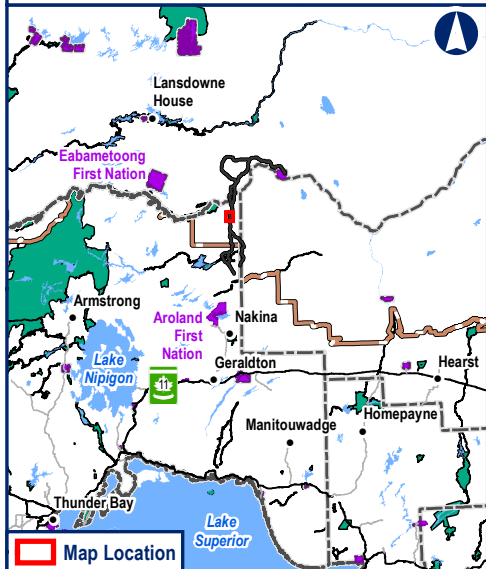 Lansdowne
House
Eabametoong
First Nation
Armstrong
Aroland
First
Nation
Nakina
Lake
Nipigon
Geraldton
11
Hearst
Homepayne
Manitouwadge
Thunder Bay
Lake
Superior
Map Location